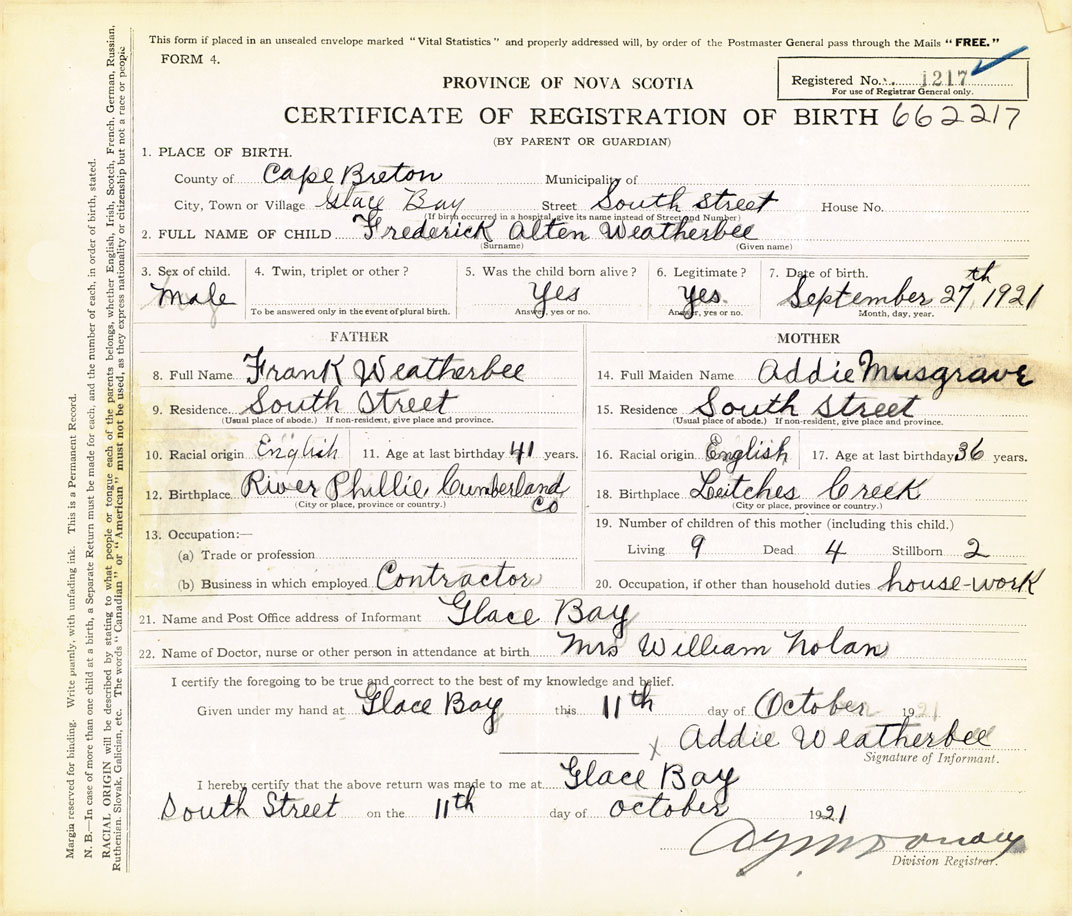 This form if placed in an unsealed envelope marked "Vital Statistics" and properly addressed will, by order of the Postmaster General pass through the Mails "FREE."
FORM 4.
Registered No. 1217
For use of Registrar General only.
PROVINCE OF NOVA SCOTIA
CERTIFICATE OF REGISTRATION OF BIRTH 662217
(BY PARENT OR GUARDIAN)
1. PLACE OF BIRTH.
County of Cape Breton Municipality of
City, Town or Village Glace Bay Street South Street House No.
(If birth occurred in a hospital, give its name instead of Street and Number)
2. FULL NAME OF CHILD Frederick Alten Weatherbee
(Surname) (Given name)
3. Sex of child. 4. Twin, triplet or other? 5. Was the child born alive? 6. Legitimate? 7. Date of birth.
Male Yes Yes. September 27th 1921
To be answered only in the event of plural birth. Answer, yes or no. Answer, yes or no. Month, day, year.
FATHER MOTHER
8. Full Name Frank Weatherbee 14. Full Maiden Name Addie Musgrave
9. Residence South Street 15. Residence South Street
(Usual place of abode.) If non-resident, give place and province. (Usual place of abode.) If non-resident, give place and province.
10. Racial origin English 11. Age at last birthday 41 years. 16. Racial origin English 17. Age at last birthday 36 years.
12. Birthplace River Phillie Cumberland Co 18. Birthplace Leitches Creek
(City or place, province or country.) (City or place, province or country.)
13. Occupation:— 19. Number of children of this mother (including this child.)
(a) Trade or profession Living 9 Dead 4 Stillborn 2
(b) Business in which employed Contractor 20. Occupation, if other than household duties house-work
21. Name and Post Office address of Informant Glace Bay
22. Name of Doctor, nurse or other person in attendance at birth Mrs William Nolan
I certify the foregoing to be true and correct to the best of my knowledge and belief.
Given under my hand at Glace Bay this 11th day of October 1921
x Addie Weatherbee
Signature of Informant.
I hereby certify that the above return was made to me at Glace Bay
South Street on the 11th day of October 1921
Division Registrar.
Margin reserved for binding. Write plainly, with unfading ink. This is a Permanent Record.
N. B.—In case of more than one child at a birth, a Separate Return must be made for each, and the number of each, in order of birth, stated.
RACIAL ORIGIN will be described by stating to what people or tongue each of the parents belongs, whether English, Irish, Scotch, French, German, Russian,
Ruthenian, Slovak, Galician, etc. The words "Canadian" or "American" must not be used, as they express nationality or citizenship but not a race or people